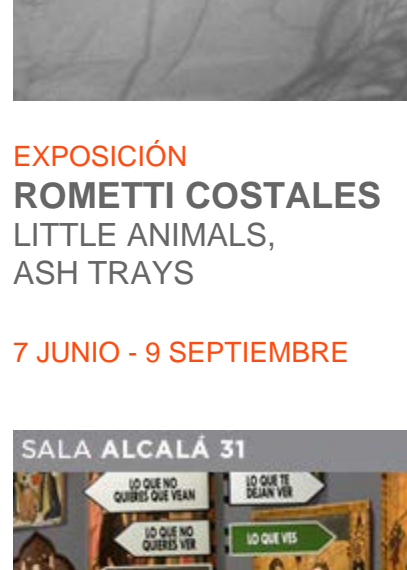 EXPOSICIÓN
ROMETTI COSTALES
LITTLE ANIMALS,
ASH TRAYS
7 JUNIO - 9 SEPTIEMBRE
SALA ALCALÁ 31
LO QUE NO
QUIERES QUE VEAN
LO QUE TE
DEJAN VER
LO QUE NO
QUIERES VER
LO QUE VES